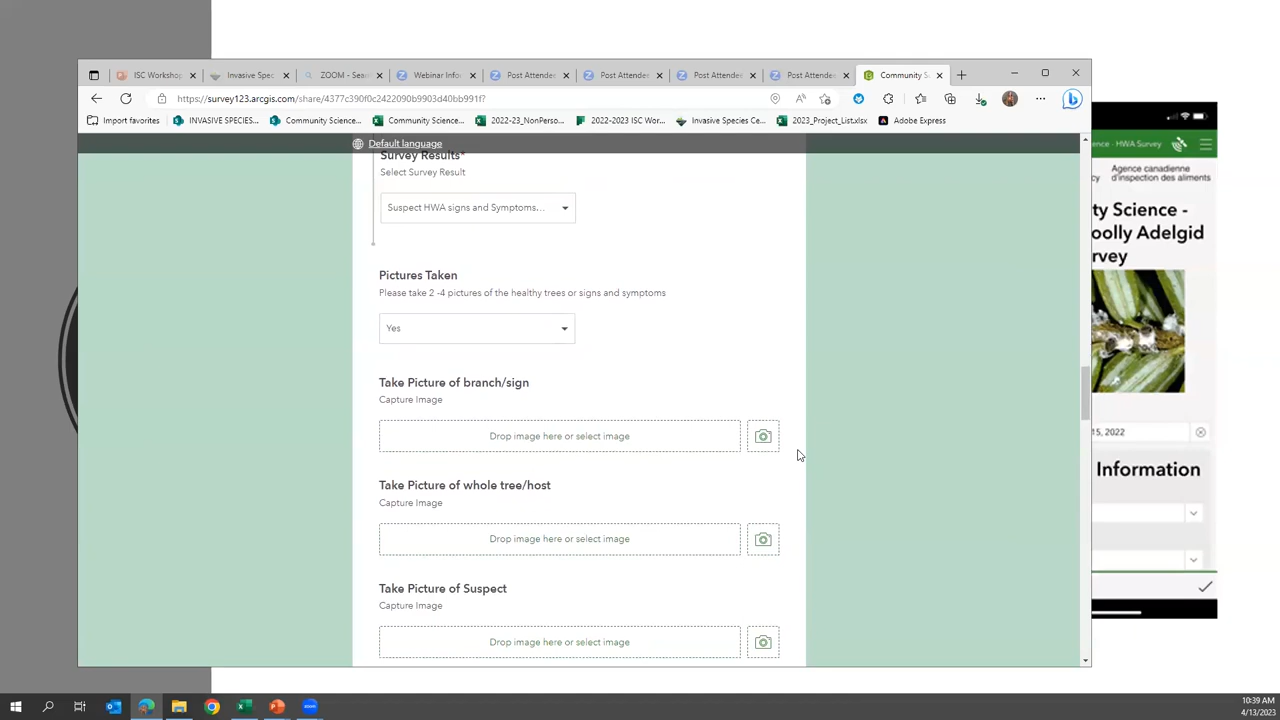 ISC Worksho
Invasive Spec
ZOOM - Sea
Webinar Info
Post Attende
Post Attende
Post Attende
Post Attende
Community S
https://survey123.arcgis.com/share/4377c390f0c2422090b9903d40bb991f?
Import favorites
INVASIVE SPECIES...
Community Science...
Community Science...
2022-23_NonPerso...
2022-2023 ISC Wor...
Invasive Species Ce...
2023_Project_List.xlsx
Adobe Express
Default language
Survey Results*
Select Survey Result
Suspect HWA signs and Symptoms...
Pictures Taken
Please take 2 -4 pictures of the healthy trees or signs and symptoms
Yes
Take Picture of branch/sign
Capture Image
Drop image here or select image
Take Picture of whole tree/host
Capture Image
Drop image here or select image
Take Picture of Suspect
Capture Image
Drop image here or select image
ence - HWA Survey
Agence canadienne
cy d'inspection des aliments
ty Science -
oolly Adelgid
rvey
15, 2022
Information
10:39 AM
4/13/2023